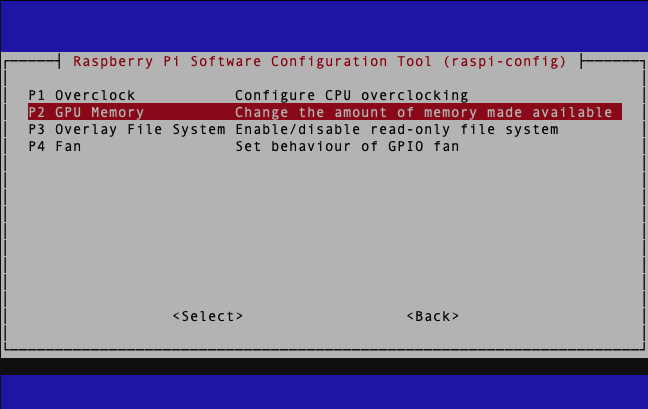 Raspberry Pi Software Configuration Tool (raspi-config)
P1 Overclock Configure CPU overclocking
P2 GPU Memory Change the amount of memory made available
P3 Overlay File System Enable/disable read-only file system
P4 Fan Set behaviour of GPIO fan
<Select> <Back>